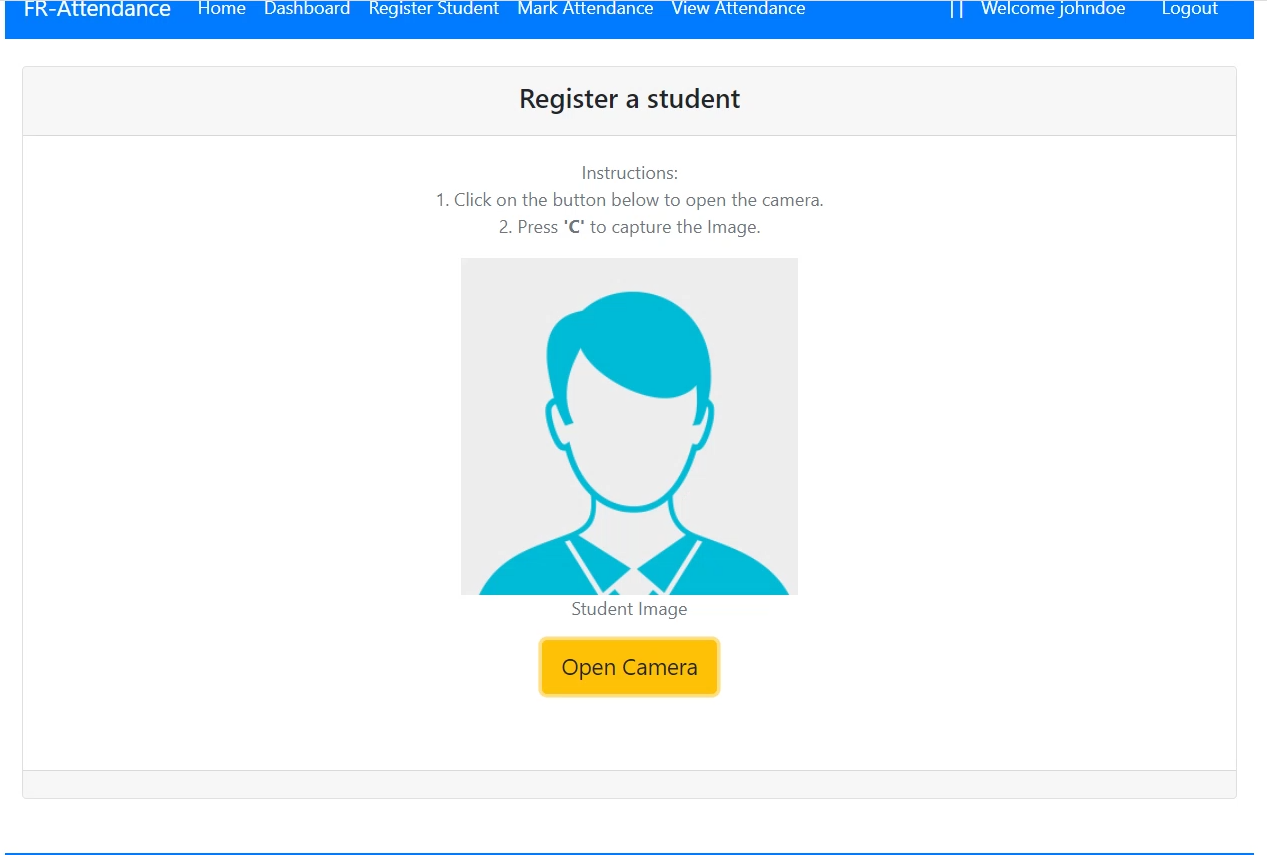 FR-Attendance Home Dashboard Register Student Mark Attendance View Attendance || Welcome johndoe Logout
Register a student
Instructions:
1. Click on the button below to open the camera.
2. Press 'C' to capture the Image.
Student Image
Open Camera